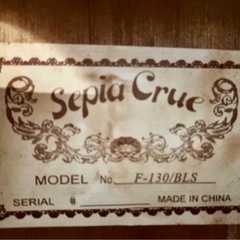 Sepia Crue
MODEL No. F-130/BLS
SERIAL # MADE IN CHINA